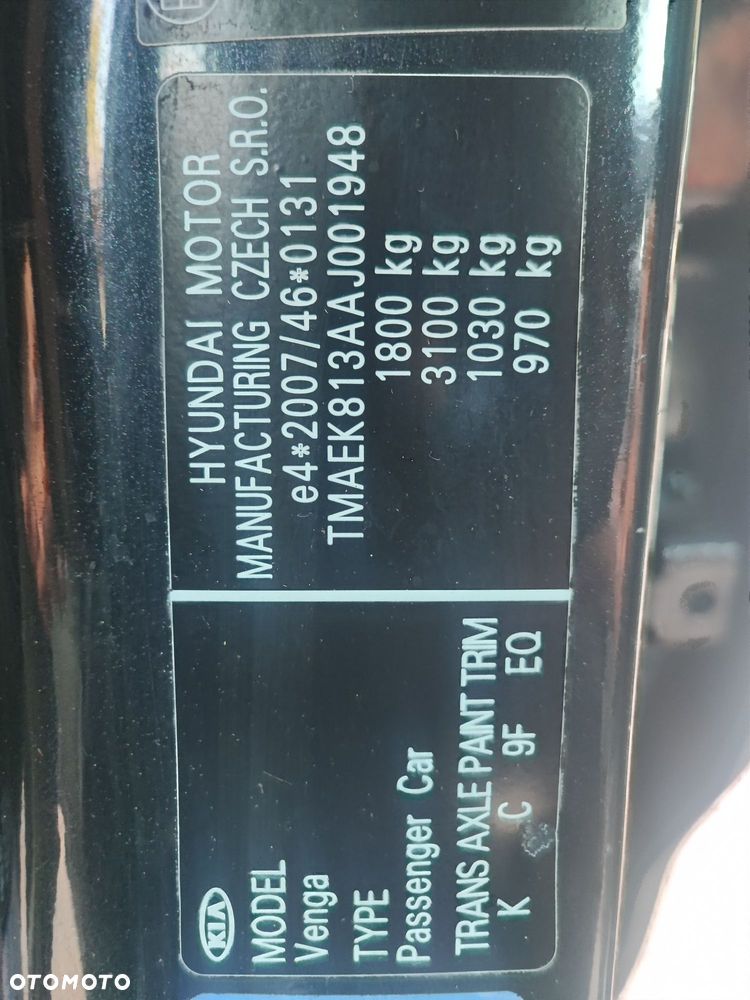 HYUNDAI MOTOR
MANUFACTURING CZECH S.R.O.
e4*2007/46*0131
TMAEK813AAJ001948
1800 kg
3100 kg
1030 kg
970 kg
KIA
MODEL
Venga
TYPE
Passenger Car
TRANS AXLE PAINT TRIM
K C 9F EQ
OTOMOTO